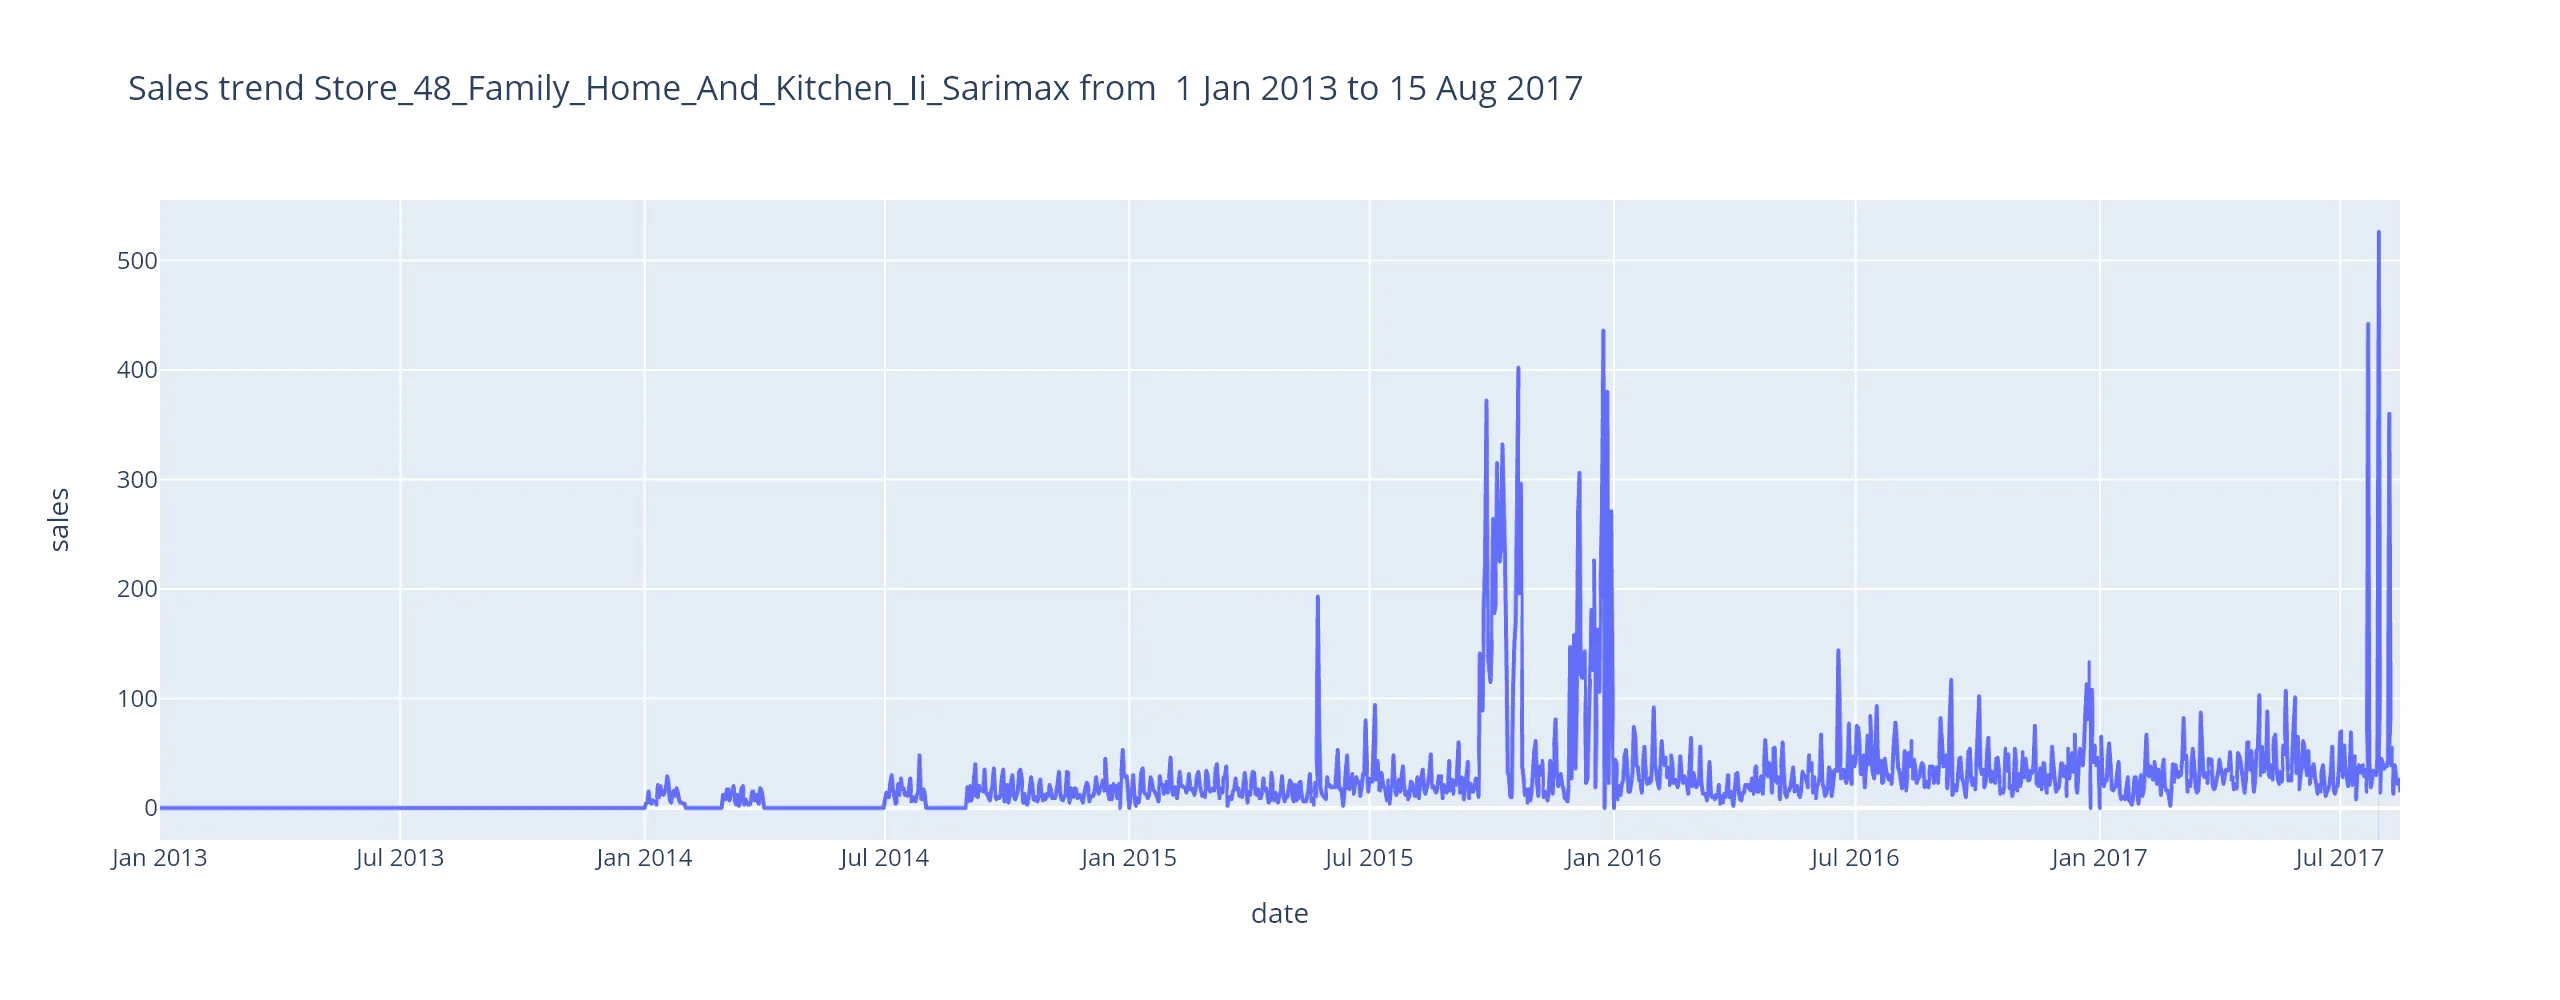 Sales trend Store_48_Family_Home_And_Kitchen_Ii_Sarimax from  1 Jan 2013 to 15 Aug 2017
500
400
300
200
100
0
sales
Jan 2013 Jul 2013 Jan 2014 Jul 2014 Jan 2015 Jul 2015 Jan 2016 Jul 2016 Jan 2017 Jul 2017
date